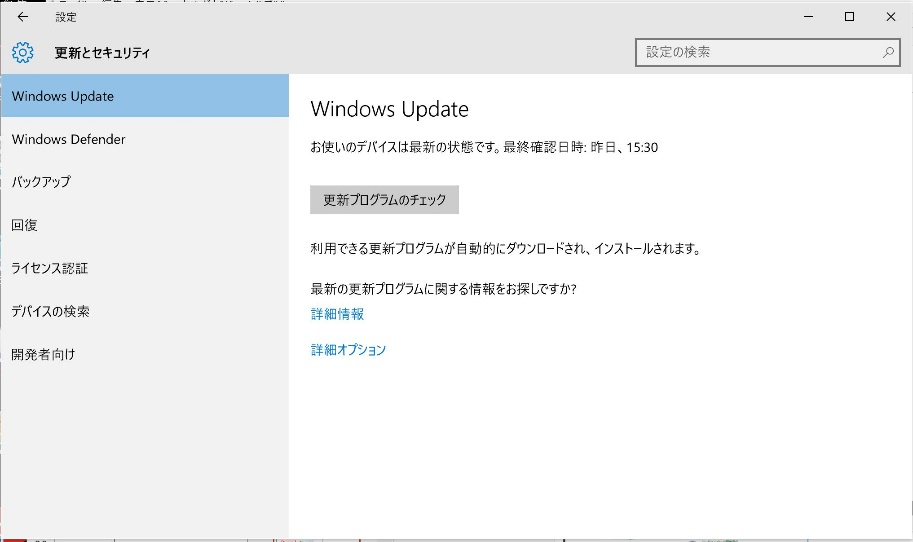 設定
更新とセキュリティ
設定の検索
Windows Update
Windows Defender
バックアップ
回復
ライセンス認証
デバイスの検索
開発者向け
Windows Update
お使いのデバイスは最新の状態です。最終確認日時: 昨日、15:30
更新プログラムのチェック
利用できる更新プログラムが自動的にダウンロードされ、インストールされます。
最新の更新プログラムに関する情報をお探しですか?
詳細情報
詳細オプション